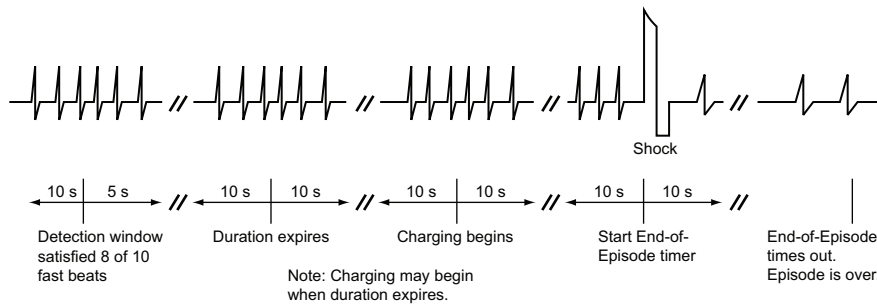 Shock
10 s 5 s
10 s 10 s
10 s 10 s
10 s 10 s
Detection window
satisfied 8 of 10
fast beats
Duration expires
Charging begins
Note: Charging may begin
when duration expires.
Start End-of-
Episode timer
End-of-Episode
times out.
Episode is over.